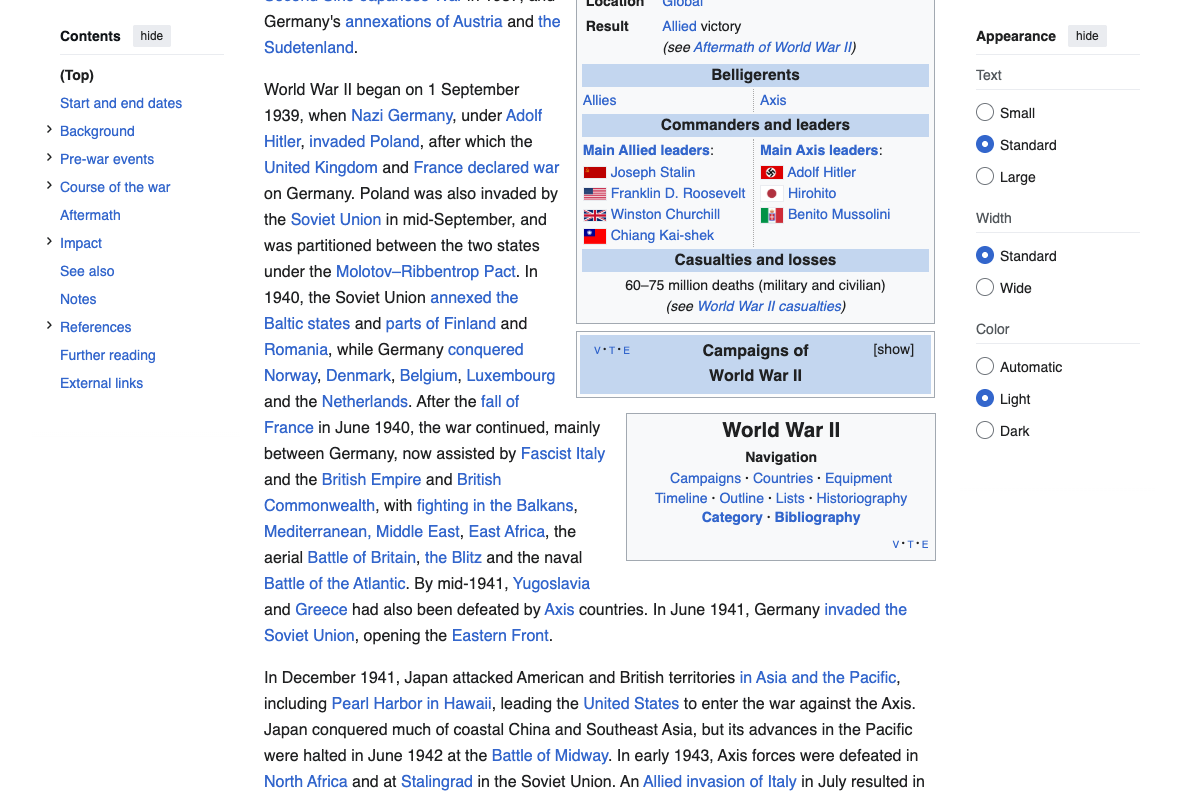 Contents hide
(Top)
Start and end dates
Background
Pre-war events
Course of the war
Aftermath
Impact
See also
Notes
References
Further reading
External links
Germany's annexations of Austria and the
Sudetenland.
World War II began on 1 September
1939, when Nazi Germany, under Adolf
Hitler, invaded Poland, after which the
United Kingdom and France declared war
on Germany. Poland was also invaded by
the Soviet Union in mid-September, and
was partitioned between the two states
under the Molotov–Ribbentrop Pact. In
1940, the Soviet Union annexed the
Baltic states and parts of Finland and
Romania, while Germany conquered
Norway, Denmark, Belgium, Luxembourg
and the Netherlands. After the fall of
France in June 1940, the war continued, mainly
between Germany, now assisted by Fascist Italy
and the British Empire and British
Commonwealth, with fighting in the Balkans,
Mediterranean, Middle East, East Africa, the
aerial Battle of Britain, the Blitz and the naval
Battle of the Atlantic. By mid-1941, Yugoslavia
and Greece had also been defeated by Axis countries. In June 1941, Germany invaded the
Soviet Union, opening the Eastern Front.
In December 1941, Japan attacked American and British territories in Asia and the Pacific,
including Pearl Harbor in Hawaii, leading the United States to enter the war against the Axis.
Japan conquered much of coastal China and Southeast Asia, but its advances in the Pacific
were halted in June 1942 at the Battle of Midway. In early 1943, Axis forces were defeated in
North Africa and at Stalingrad in the Soviet Union. An Allied invasion of Italy in July resulted in
Location Global
Result Allied victory
(see Aftermath of World War II)
Belligerents
Allies Axis
Commanders and leaders
Main Allied leaders: Main Axis leaders:
Joseph Stalin Adolf Hitler
Franklin D. Roosevelt Hirohito
Winston Churchill Benito Mussolini
Chiang Kai-shek
Casualties and losses
60–75 million deaths (military and civilian)
(see World War II casualties)
V · T · E Campaigns of [show]
World War II
World War II
Navigation
Campaigns · Countries · Equipment
Timeline · Outline · Lists · Historiography
Category · Bibliography
V · T · E
Appearance hide
Text
Small
Standard
Large
Width
Standard
Wide
Color
Automatic
Light
Dark